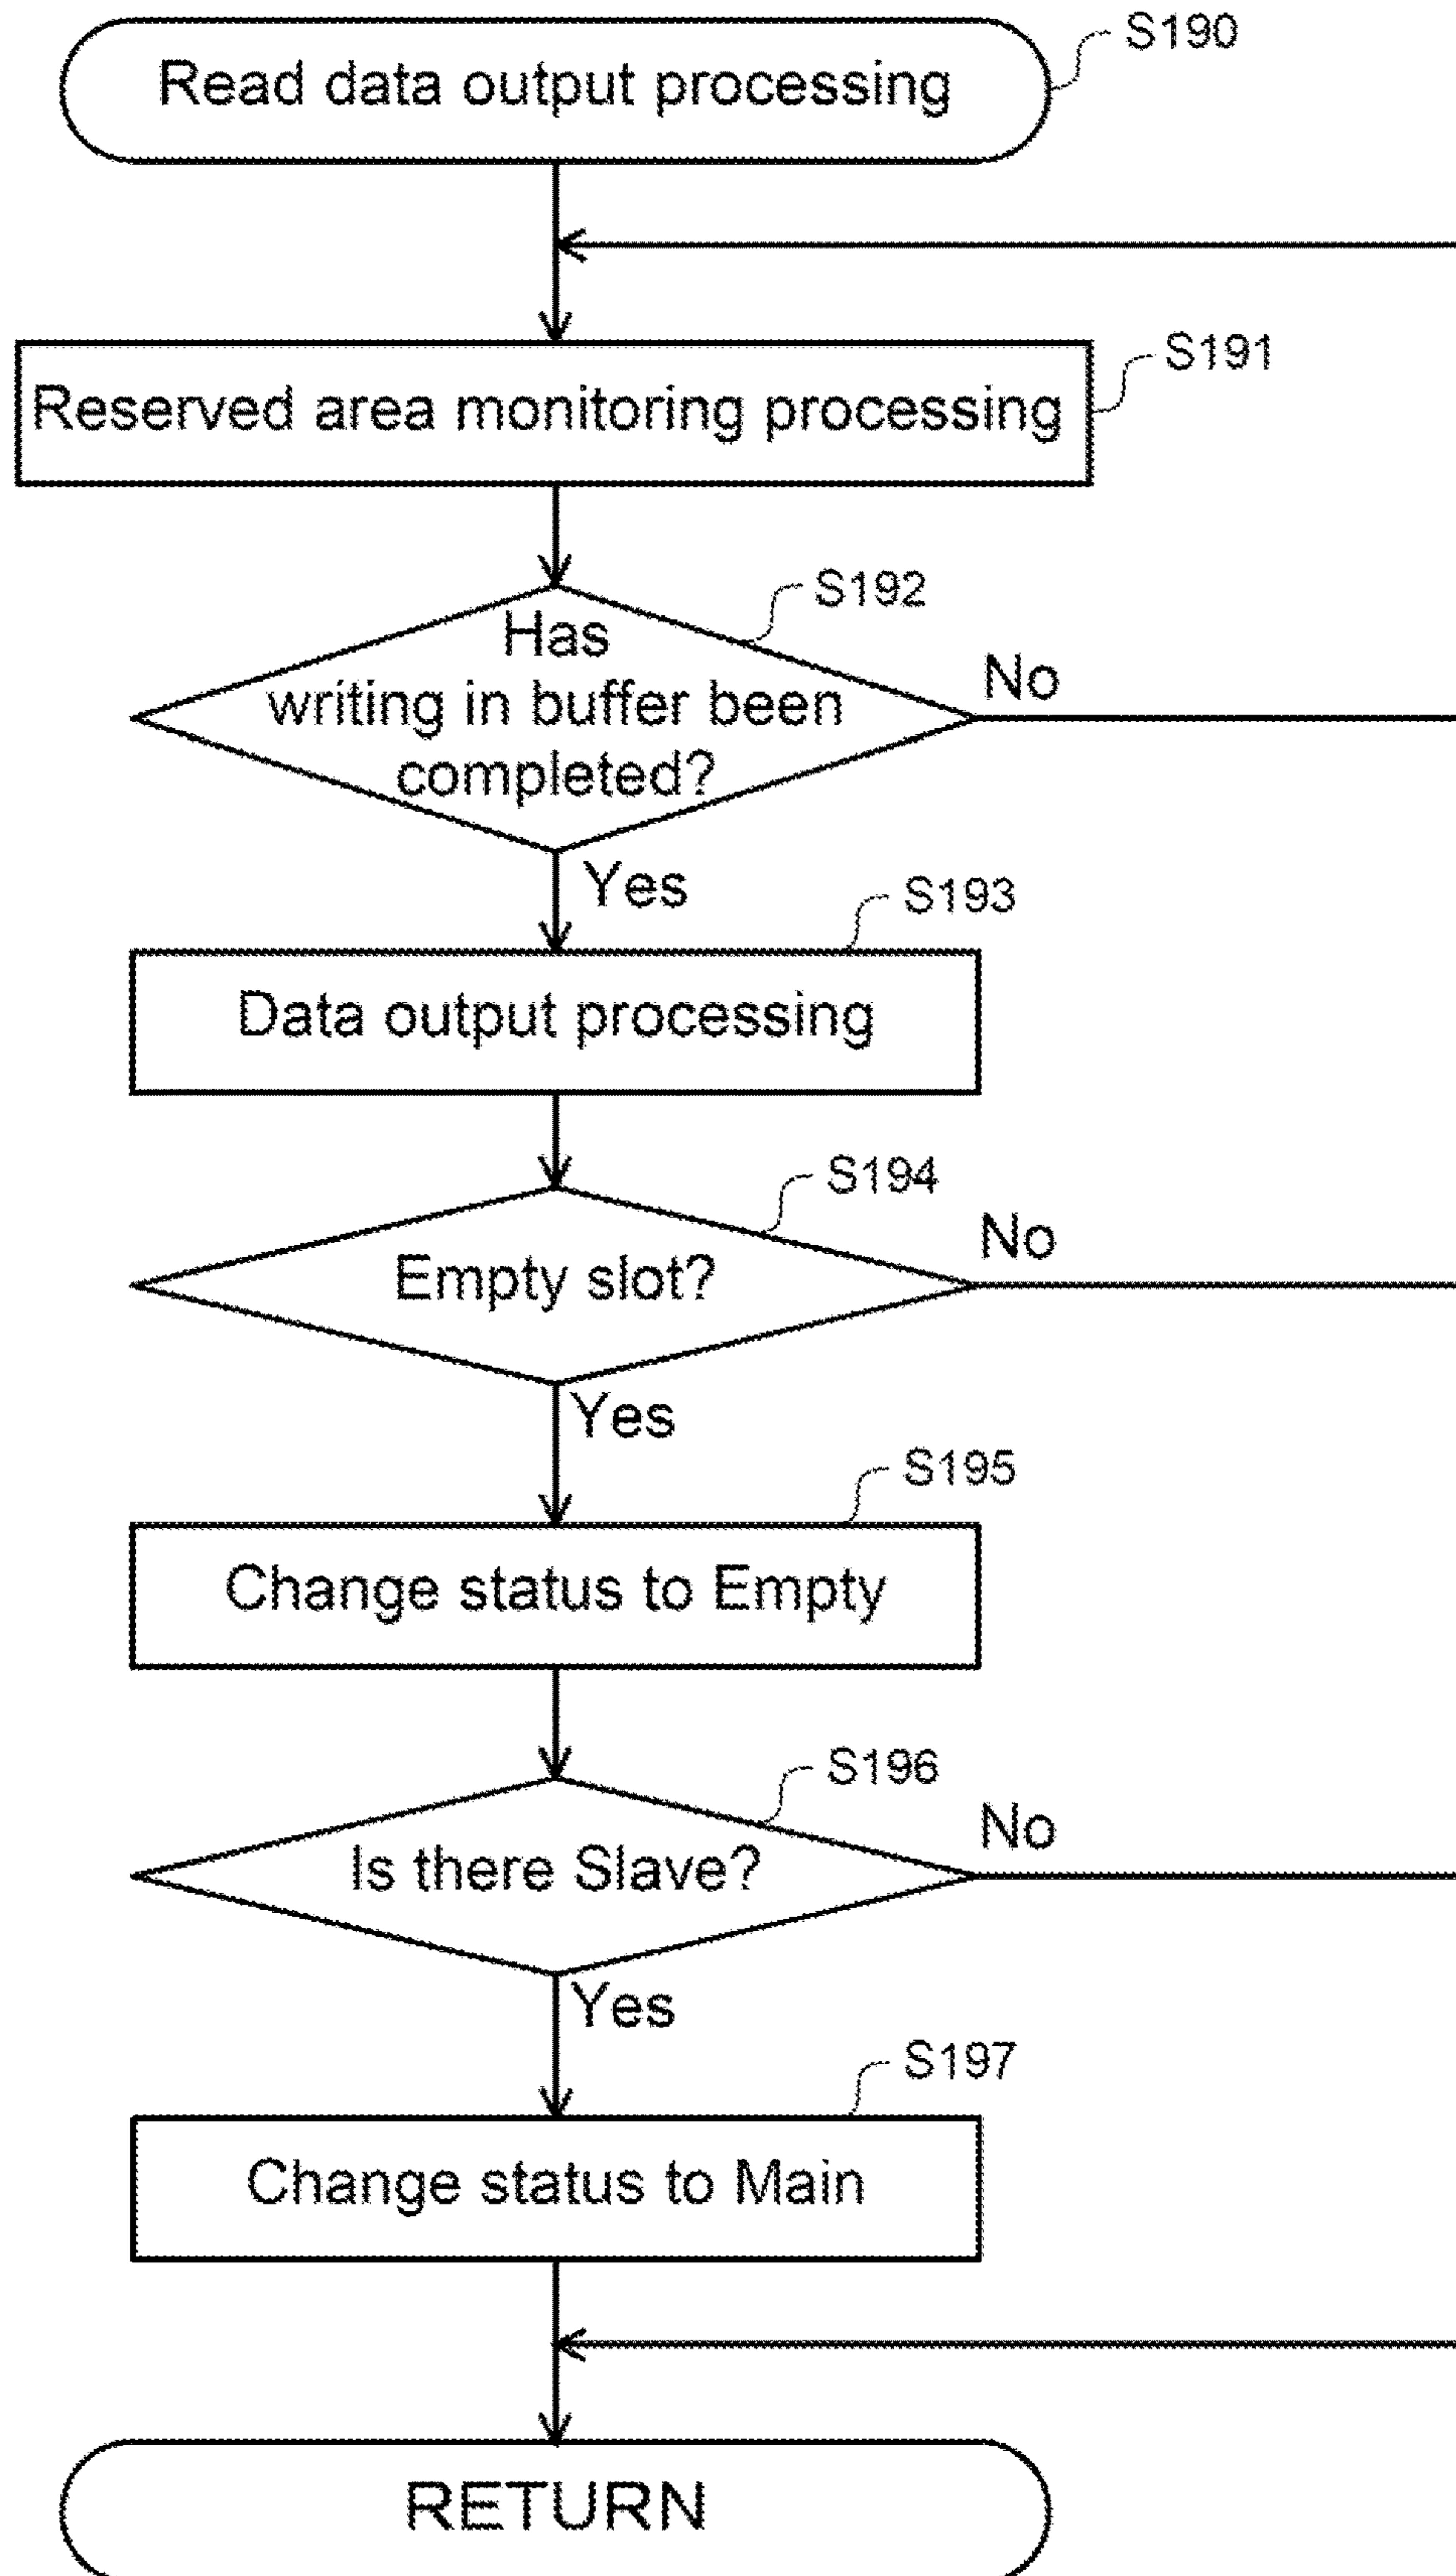 S190
Read data output processing
S191
Reserved area monitoring processing
S192
Has
writing in buffer been
completed?
No
Yes
S193
Data output processing
S194
Empty slot?
No
Yes
S195
Change status to Empty
S196
Is there Slave?
No
Yes
S197
Change status to Main
RETURN